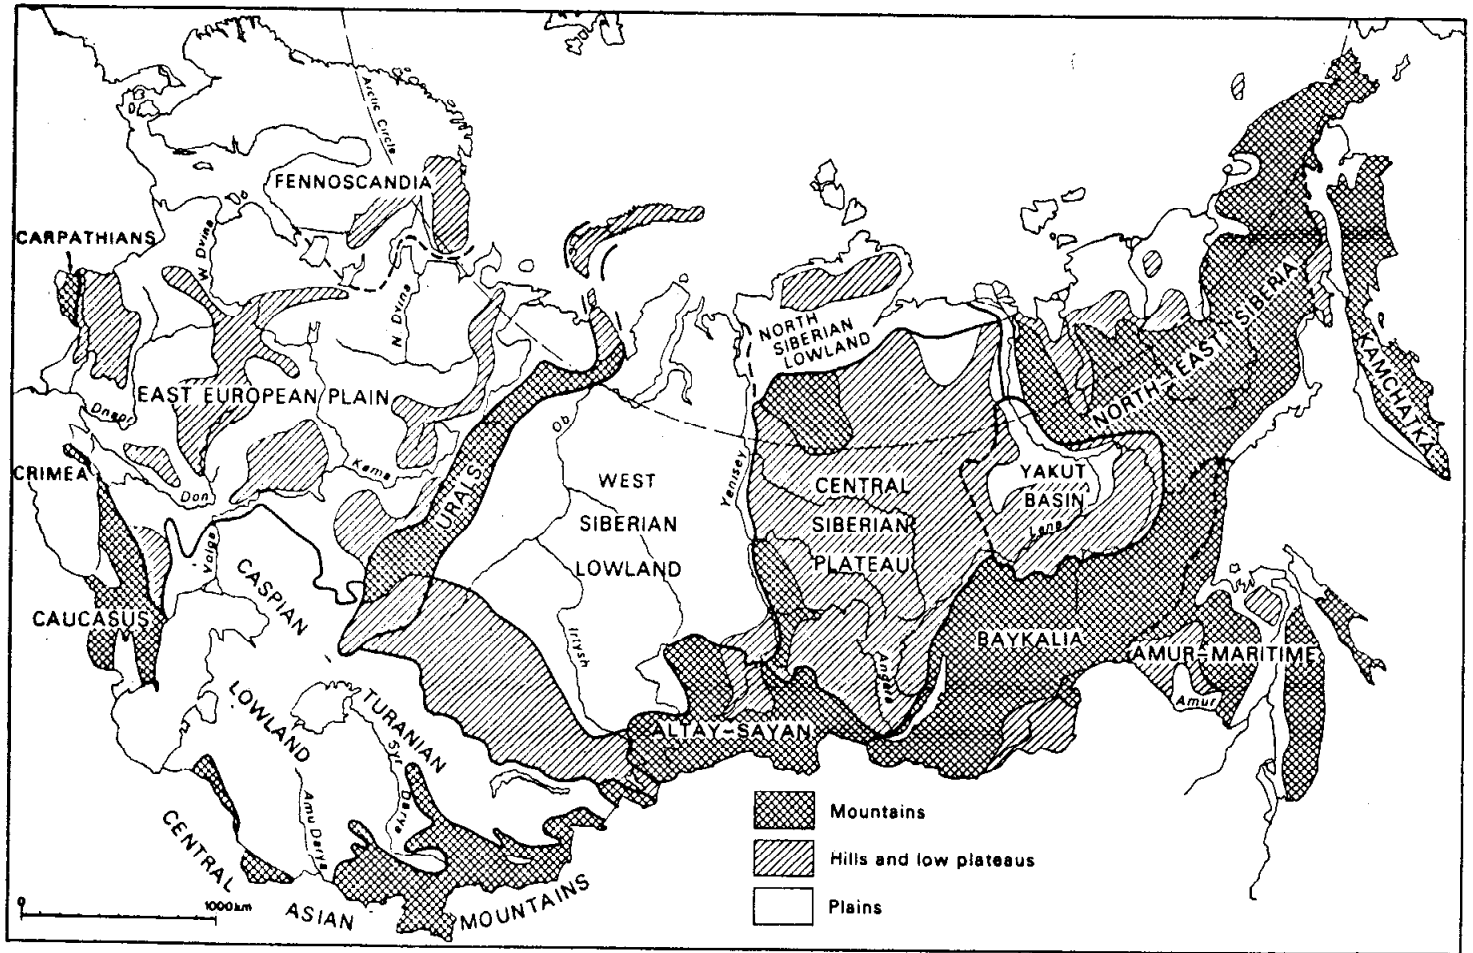 Arctic Circle
FENNOSCANDIA
CARPATHIANS
W Dvina
N Dvina
NORTH
SIBERIAN
LOWLAND
NORTH-EAST SIBERIA
KAMCHATKA
EAST EUROPEAN PLAIN
Dnepr
Ob
CRIMEA
Don
Kama
URALS
WEST
SIBERIAN
LOWLAND
Yenisey
CENTRAL
SIBERIAN
PLATEAU
YAKUT
BASIN
Lena
Volga
CASPIAN
LOWLAND
CAUCASUS
Irtysh
Angara
BAYKALIA
AMUR-MARITIME
Amur
TURANIAN
ALTAY-SAYAN
Syr Darya
Amu Darya
CENTRAL
ASIAN
MOUNTAINS
Mountains
Hills and low plateaus
Plains
0
1000km